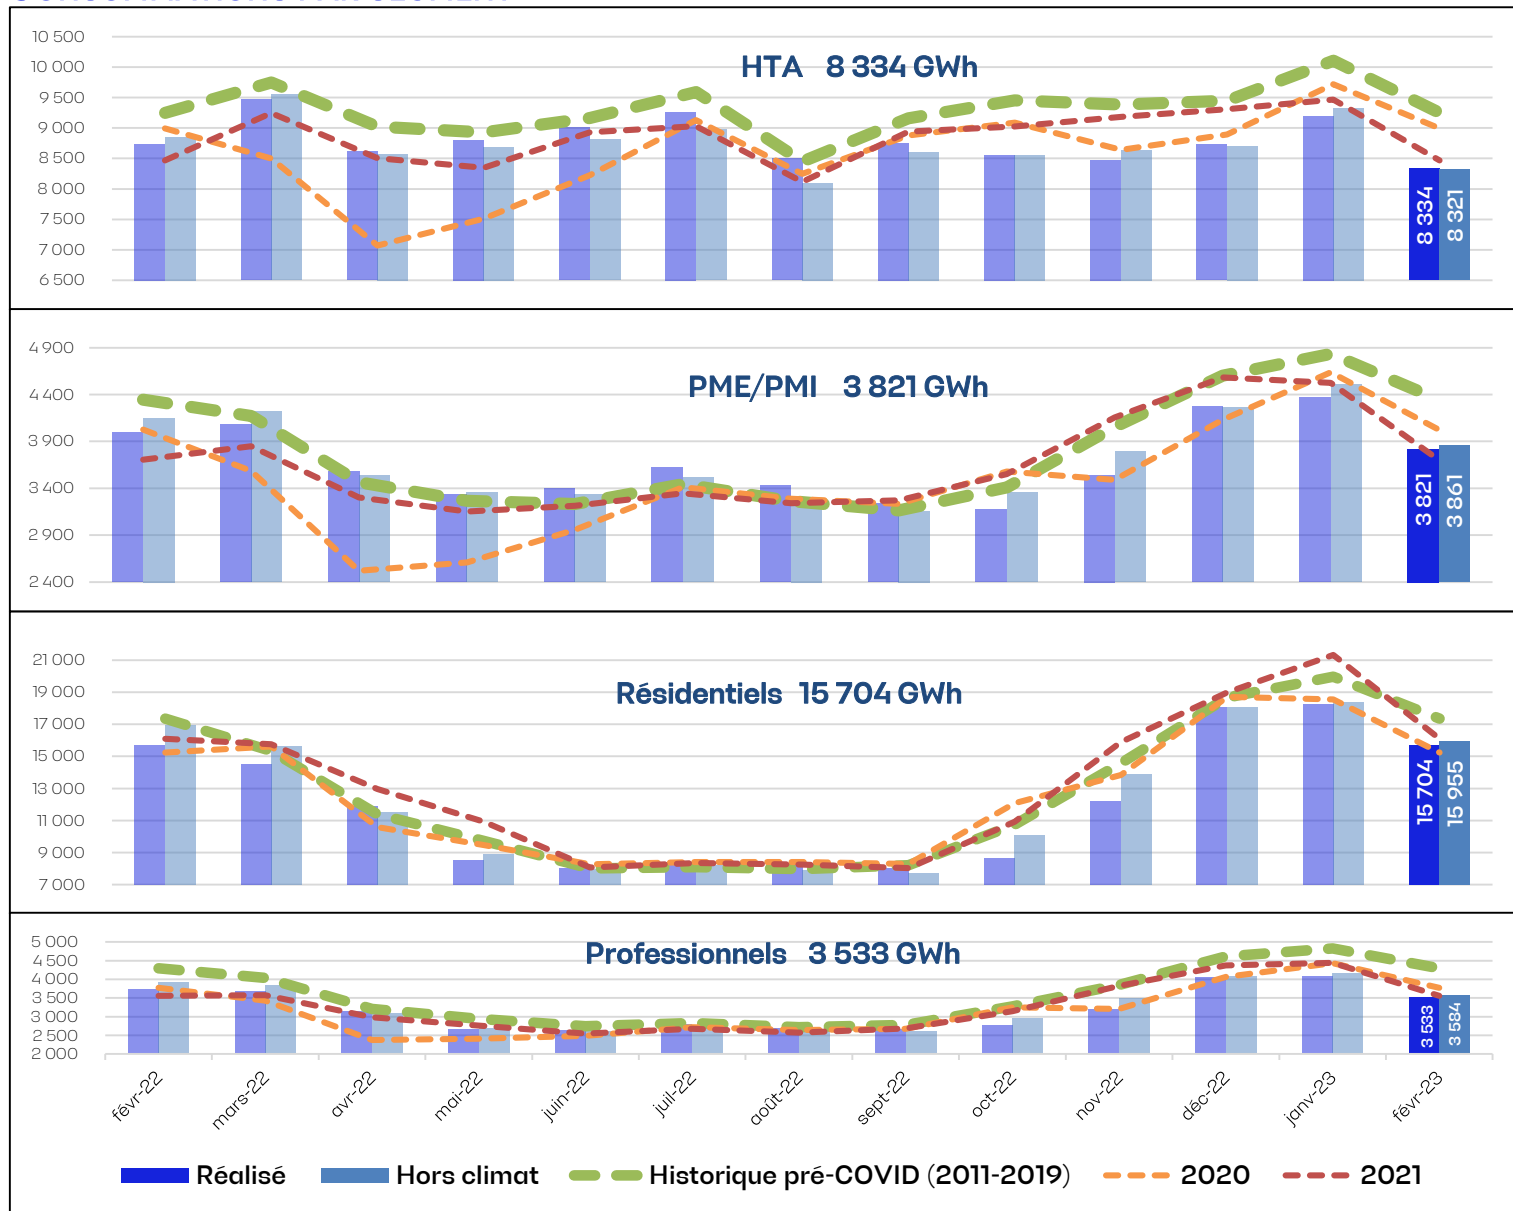 10 500
10 000
9 500
9 000
8 500
8 000
7 500
7 000
6 500
HTA 8 334 GWh
8 334
8 321
4 900
4 400
3 900
3 400
2 900
2 400
PME/PMI 3 821 GWh
3 821
3 861
21 000
19 000
17 000
15 000
13 000
11 000
9 000
7 000
Résidentiels 15 704 GWh
15 704
15 955
5 000
4 500
4 000
3 500
3 000
2 500
2 000
Professionnels 3 533 GWh
3 533
3 584
févr-22
mars-22
avr-22
mai-22
juin-22
juil-22
août-22
sept-22
oct-22
nov-22
déc-22
janv-23
févr-23
Réalisé
Hors climat
Historique pré-COVID (2011-2019)
2020
2021